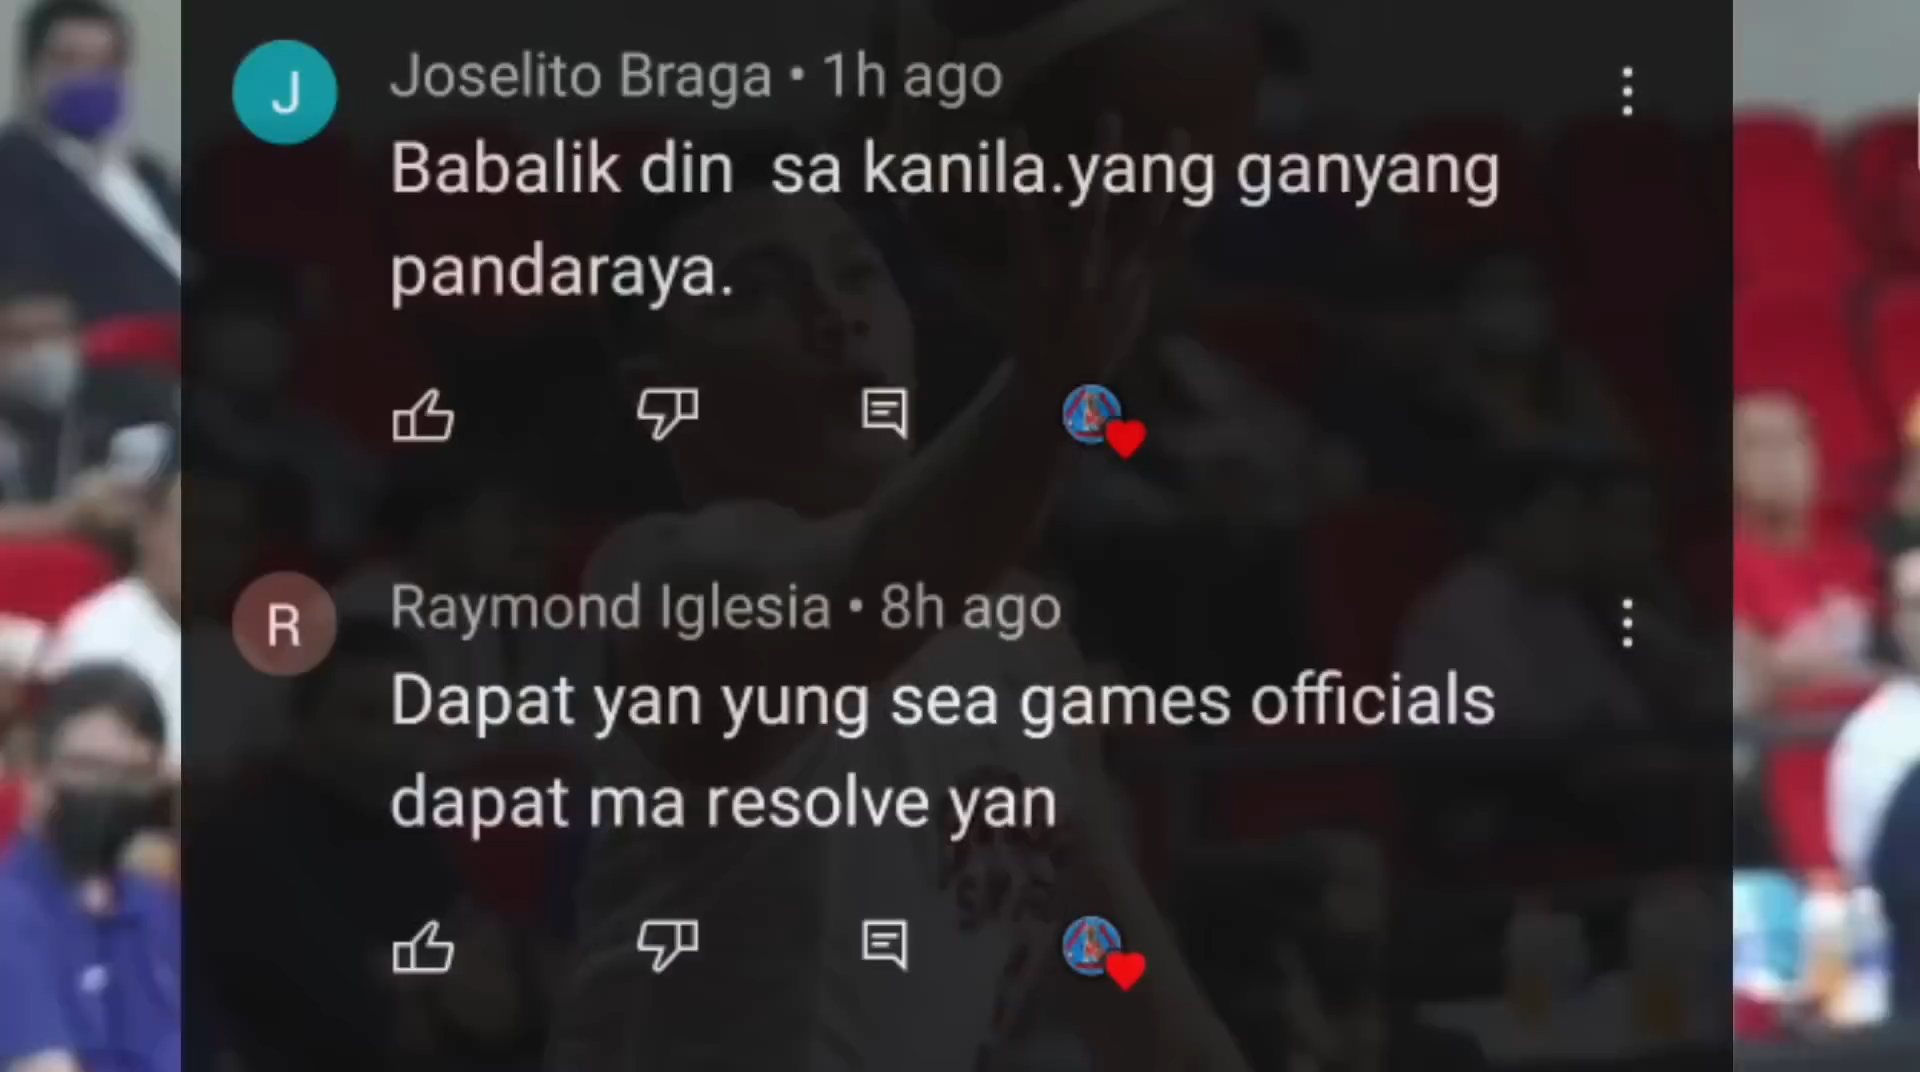 J
Joselito Braga • 1h ago
Babalik din  sa kanila.yang ganyang
pandaraya.
R
Raymond Iglesia • 8h ago
Dapat yan yung sea games officials
dapat ma resolve yan